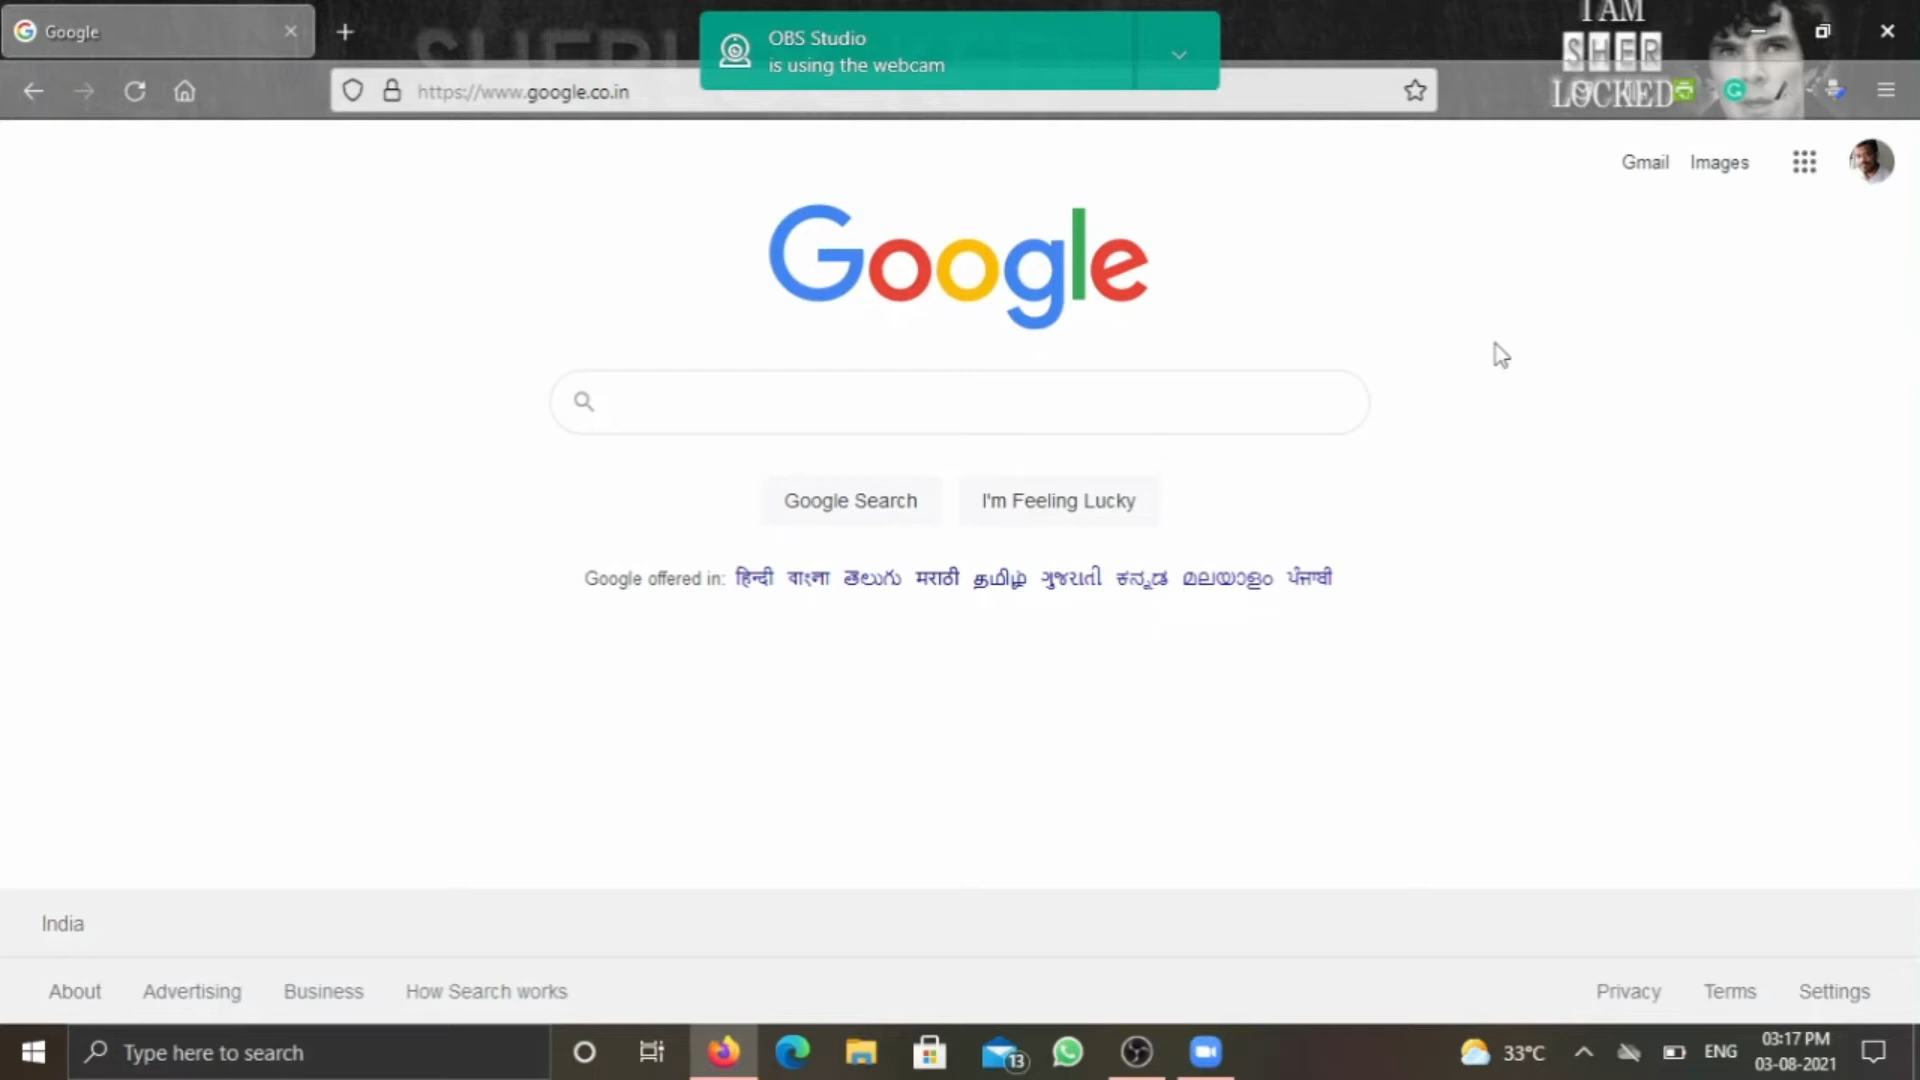 Google
OBS Studio
is using the webcam
I AM
SHER
LOCKED
https://www.google.co.in
Gmail Images
Google
Google Search I'm Feeling Lucky
Google offered in: हिन्दी বাংলা తెలుగు मराठी தமிழ் ગુજરાતી ಕನ್ನಡ മലയാളം ਪੰਜਾਬੀ
India
About Advertising Business How Search works Privacy Terms Settings
Type here to search 13 33°C ENG 03:17 PM
03-08-2021